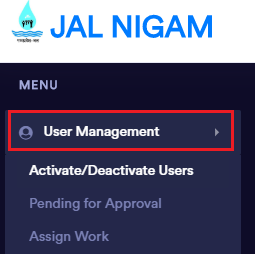 JAL NIGAM
MENU
User Management
Activate/Deactivate Users
Pending for Approval
Assign Work